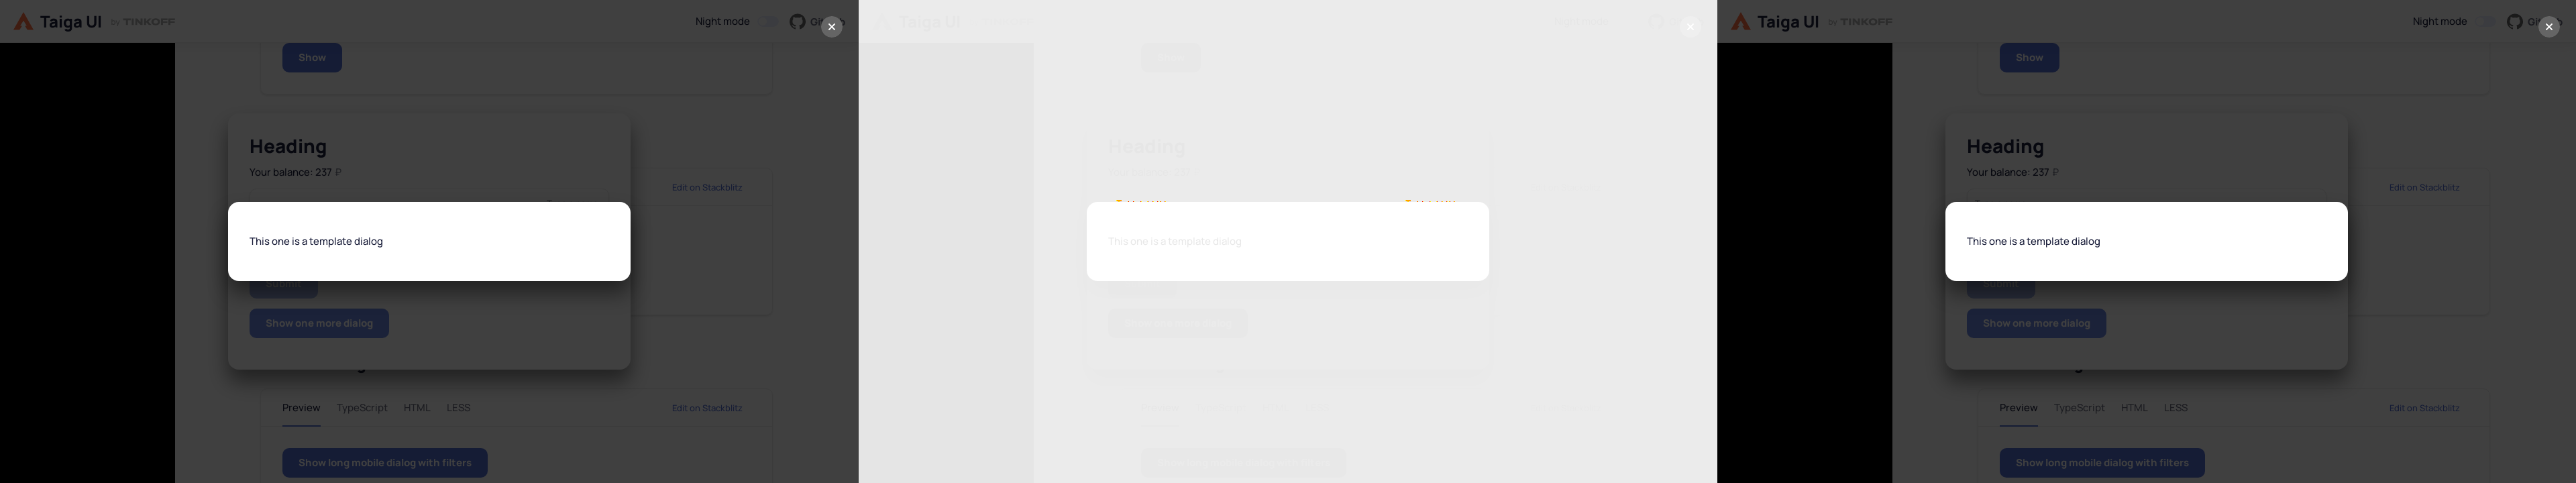 Taiga UI by TINKOFF
Night mode
Show
Heading
Your balance: 237 ₽
Edit on Stackblitz
This one is a template dialog
Submit
Show one more dialog
Preview TypeScript HTML LESS
Edit on Stackblitz
Show long mobile dialog with filters
Taiga UI
Heading
This one is a template dialog
Taiga UI by TINKOFF
Night mode
Show
Heading
Your balance: 237 ₽
Edit on Stackblitz
This one is a template dialog
Submit
Show one more dialog
Preview TypeScript HTML LESS
Edit on Stackblitz
Show long mobile dialog with filters